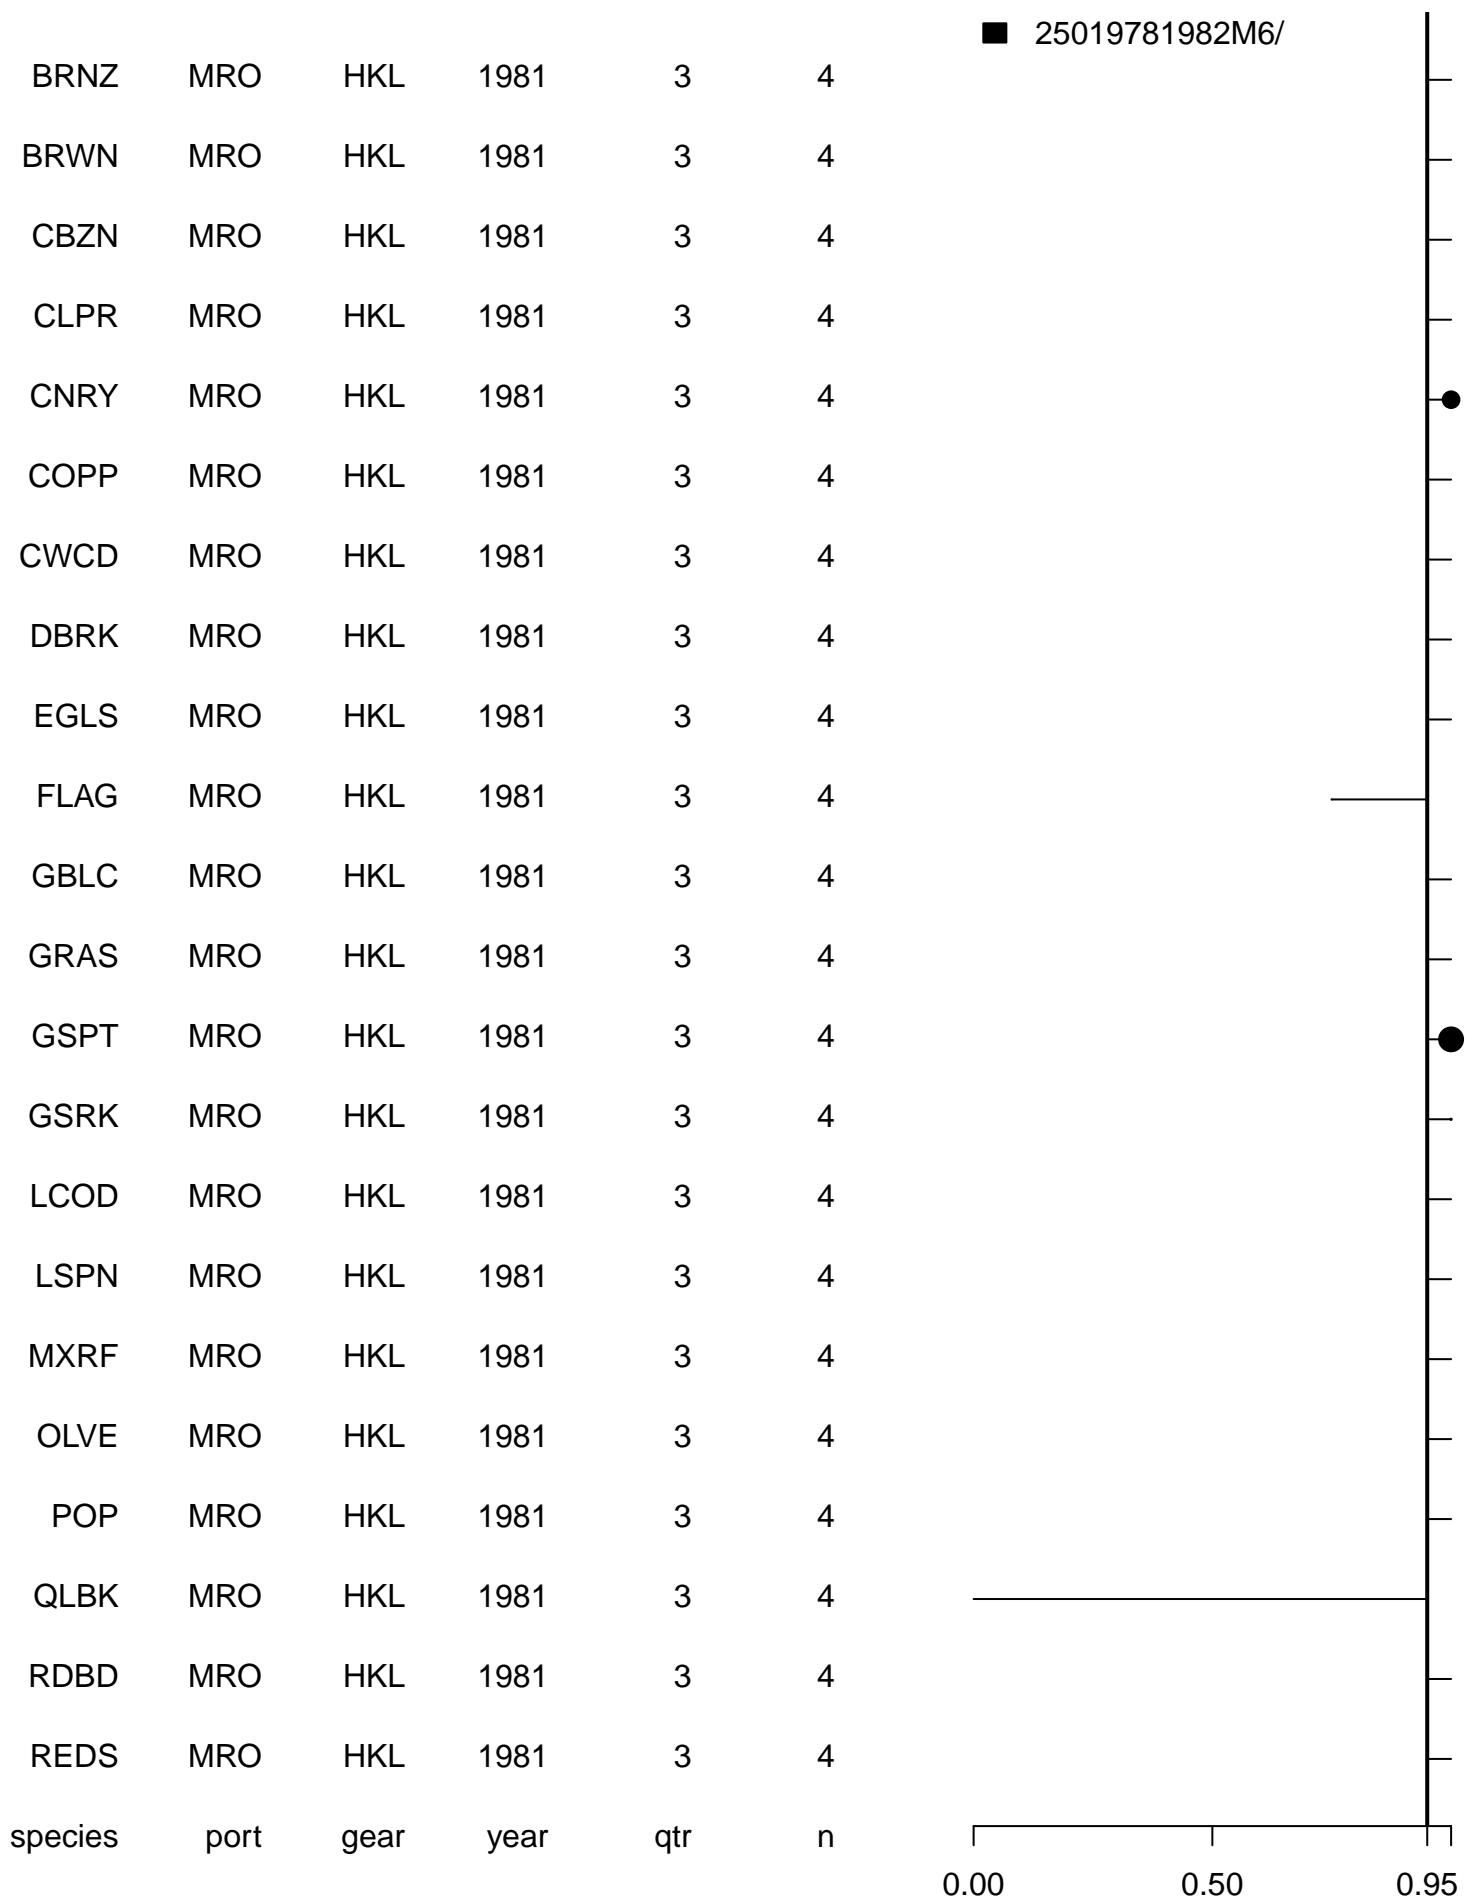 25019781982M6/
BRNZ MRO HKL 1981 3 4
BRWN MRO HKL 1981 3 4
CBZN MRO HKL 1981 3 4
CLPR MRO HKL 1981 3 4
CNRY MRO HKL 1981 3 4
COPP MRO HKL 1981 3 4
CWCD MRO HKL 1981 3 4
DBRK MRO HKL 1981 3 4
EGLS MRO HKL 1981 3 4
FLAG MRO HKL 1981 3 4
GBLC MRO HKL 1981 3 4
GRAS MRO HKL 1981 3 4
GSPT MRO HKL 1981 3 4
GSRK MRO HKL 1981 3 4
LCOD MRO HKL 1981 3 4
LSPN MRO HKL 1981 3 4
MXRF MRO HKL 1981 3 4
OLVE MRO HKL 1981 3 4
POP MRO HKL 1981 3 4
QLBK MRO HKL 1981 3 4
RDBD MRO HKL 1981 3 4
REDS MRO HKL 1981 3 4
species port gear year qtr n
0.00 0.50 0.95